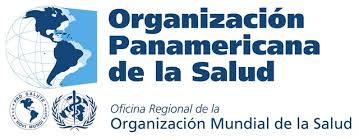 Organización
Panamericana
de la Salud
Oficina Regional de la
Organización Mundial de la Salud